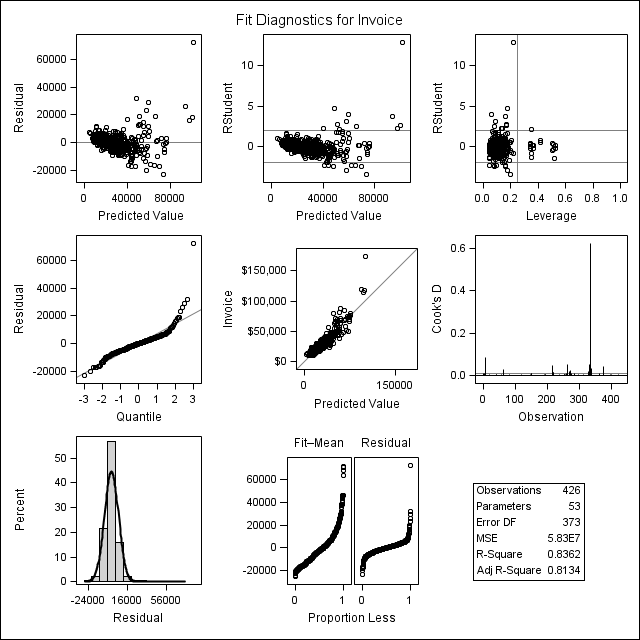 Fit Diagnostics for Invoice
Residual
60000
40000
20000
0
-20000
0 40000 80000
Predicted Value
RStudent
10
5
0
0 40000 80000
Predicted Value
RStudent
10
5
0
0.0 0.2 0.4 0.6 0.8 1.0
Leverage
Residual
60000
40000
20000
0
-20000
-3 -2 -1 0 1 2 3
Quantile
Invoice
$150,000
$100,000
$50,000
$0
0 150000
Predicted Value
Cook's D
0.6
0.4
0.2
0.0
0 100 200 300 400
Observation
Percent
50
40
30
20
10
0
-24000 16000 56000
Residual
Fit–Mean Residual
60000
40000
20000
0
-20000
0 1 0 1
Proportion Less
Observations 426
Parameters 53
Error DF 373
MSE 5.83E7
R-Square 0.8362
Adj R-Square 0.8134